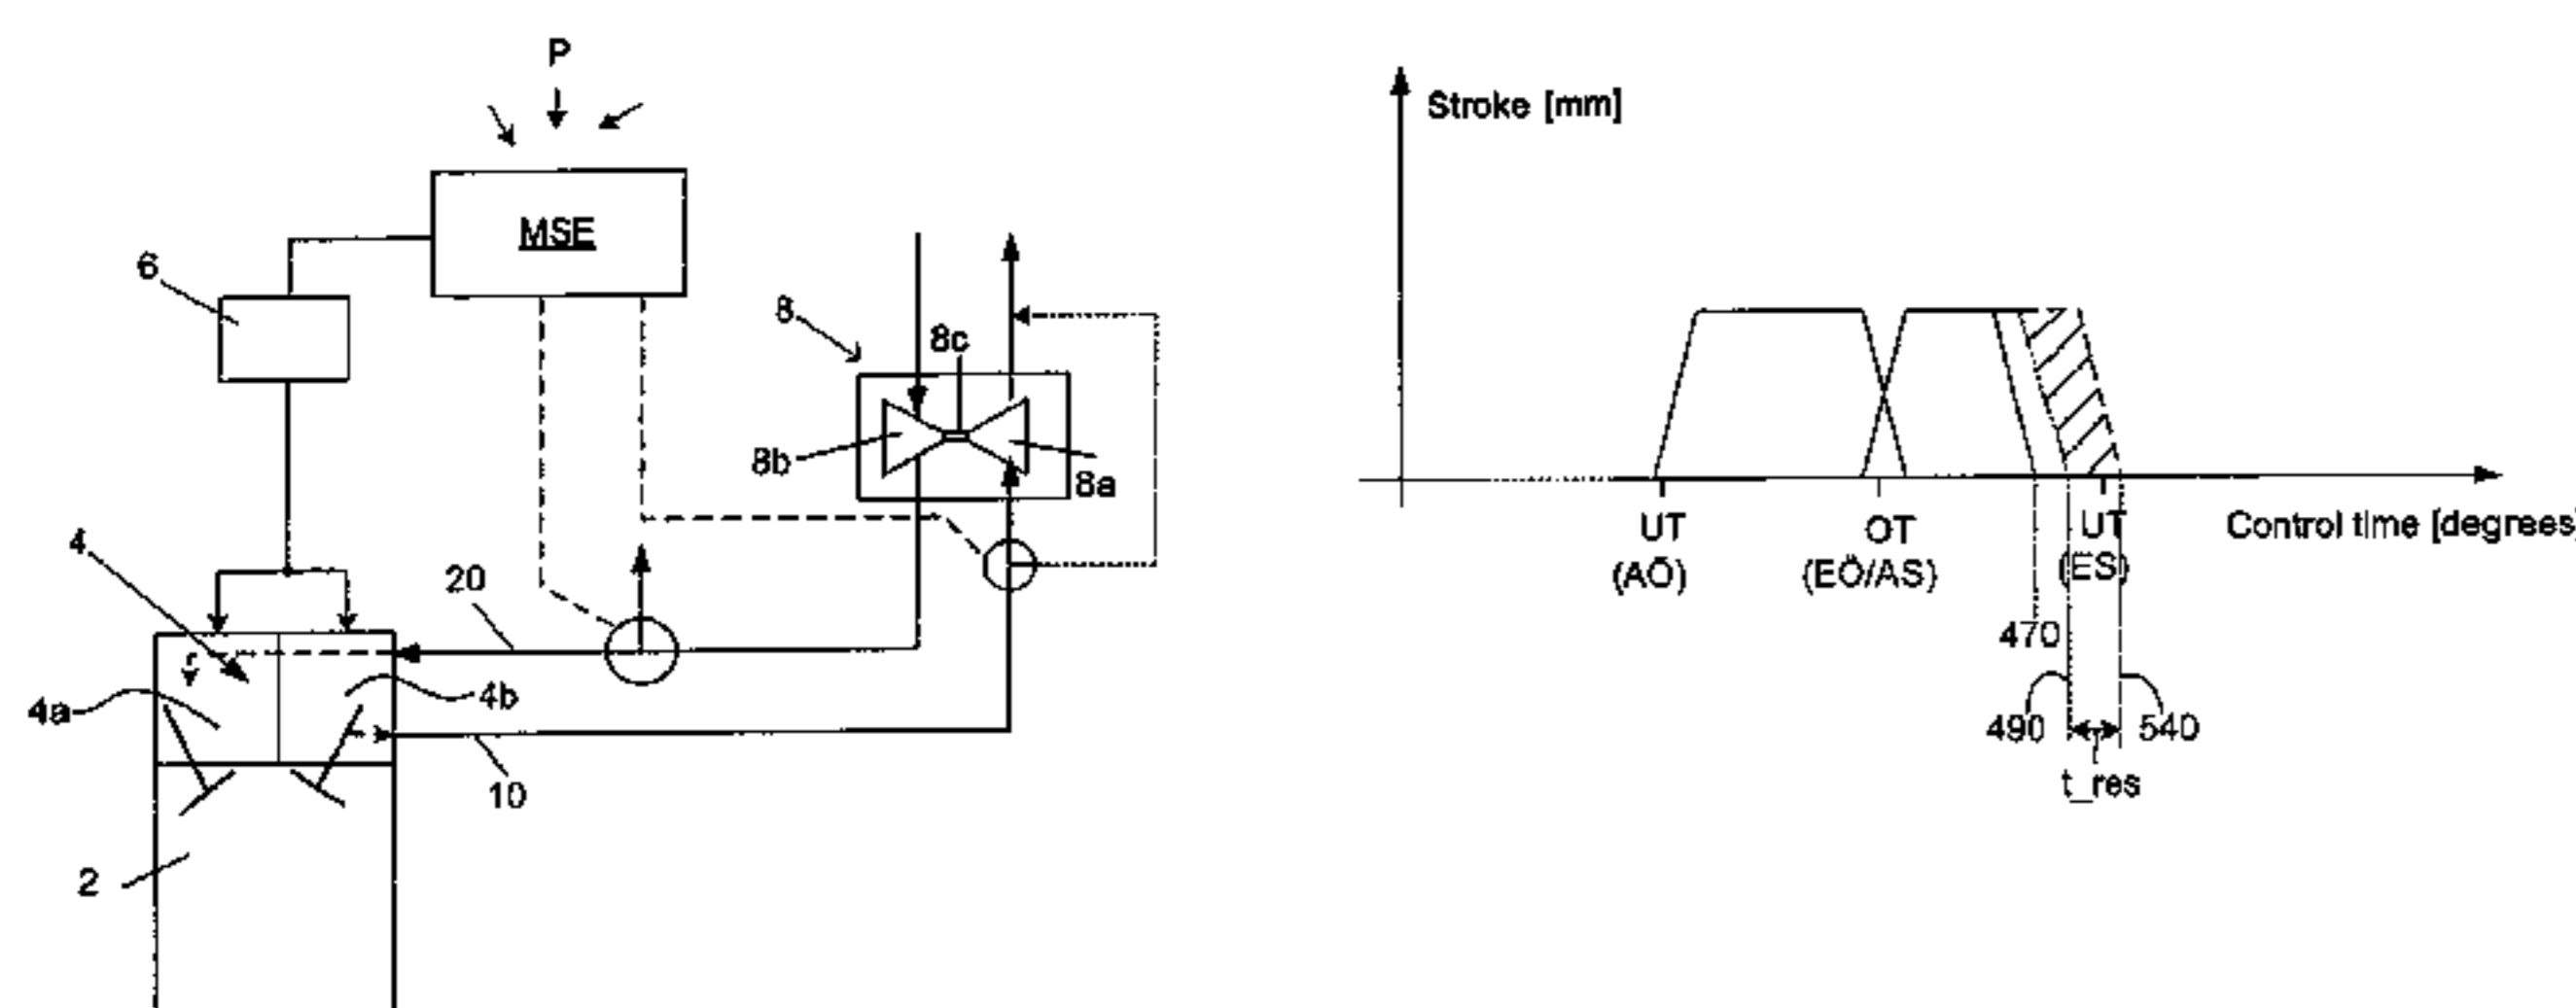 P
MSE
6
8
8c
8b
8a
4
20
4a
4b
10
2
Stroke [mm]
UT
OT
UT
Control time [degrees]
(AÖ)
(EÖ/AS)
(ES)
470
490
540
t_res